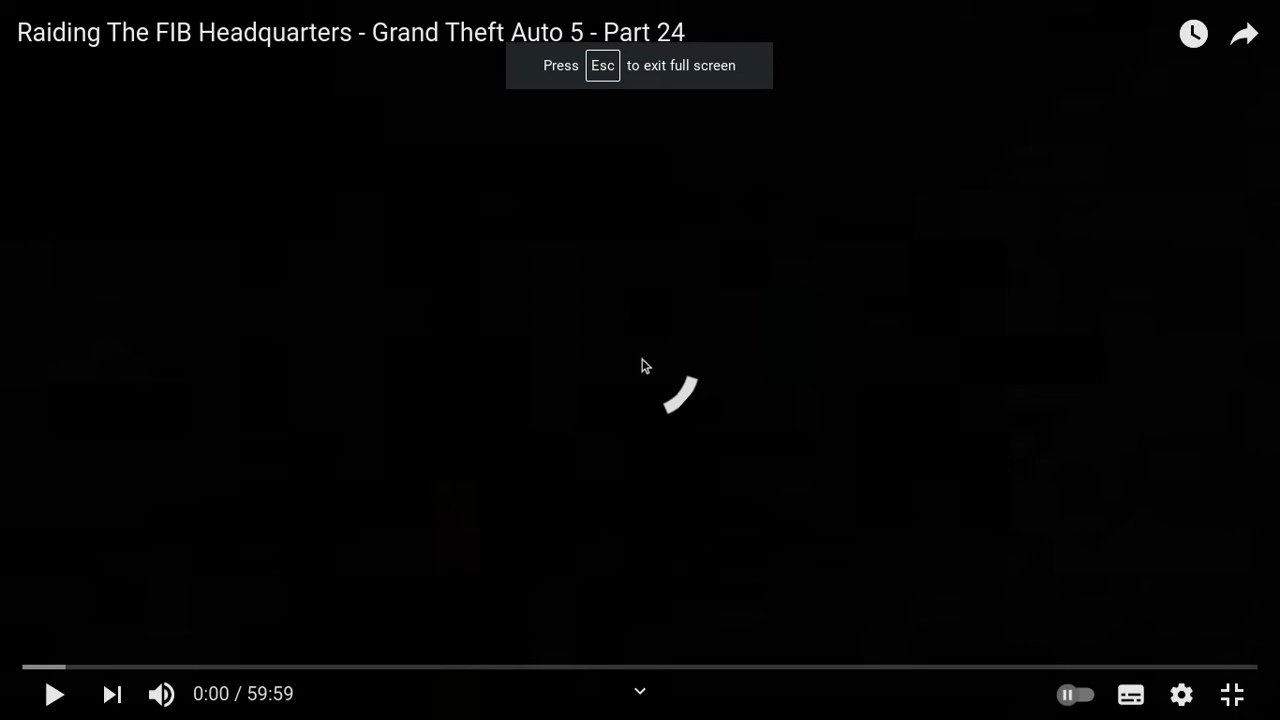 Raiding The FIB Headquarters - Grand Theft Auto 5 - Part 24
Press Esc to exit full screen
0:00 / 59:59